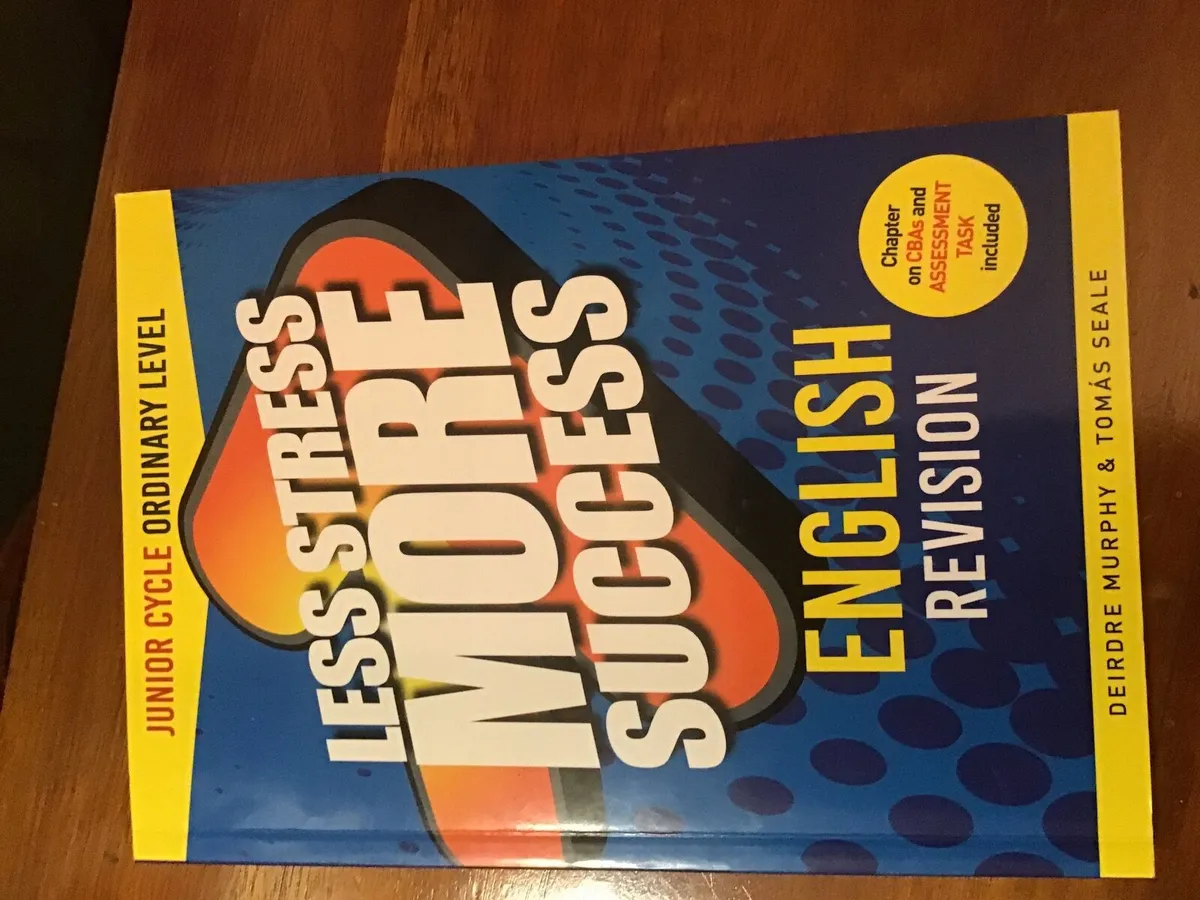 JUNIOR CYCLE ORDINARY LEVEL
LESS STRESS
MORE
SUCCESS
ENGLISH
REVISION
Chapter
on CBAs and
ASSESSMENT
TASK
included
DEIRDRE MURPHY & TOMÁS SEALE